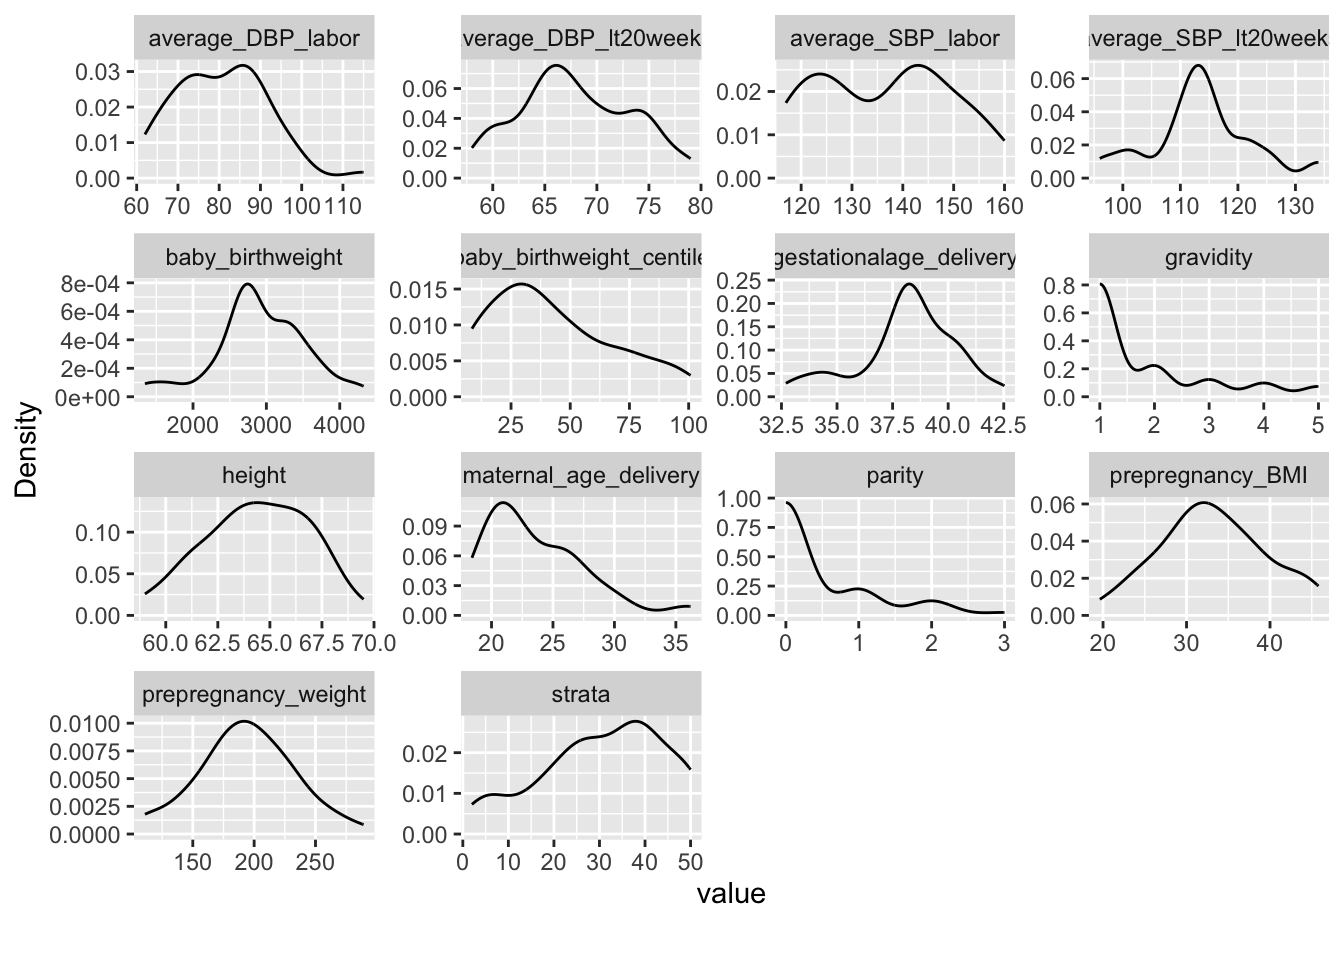 average_DBP_labor
verage_DBP_lt20week
average_SBP_labor
verage_SBP_lt20week
0.03
0.02
0.01
0.00
60 70 80 90 100 110
0.06
0.04
0.02
0.00
60 65 70 75 80
0.02
0.01
0.00
120 130 140 150 160
0.06
0.04
0.02
0.00
100 110 120 130
baby_birthweight
baby_birthweight_centile
gestationalage_delivery
gravidity
8e-04
6e-04
4e-04
2e-04
0e+00
2000 3000 4000
0.015
0.010
0.005
0.000
25 50 75 100
0.25
0.20
0.15
0.10
0.05
0.00
32.5 35.0 37.5 40.0 42.5
0.8
0.6
0.4
0.2
0.0
1 2 3 4 5
height
maternal_age_delivery
parity
prepregnancy_BMI
0.10
0.05
0.00
60.0 62.5 65.0 67.5 70.0
0.09
0.06
0.03
0.00
20 25 30 35
1.00
0.75
0.50
0.25
0.00
0 1 2 3
0.06
0.04
0.02
0.00
20 30 40
prepregnancy_weight
strata
0.0100
0.0075
0.0050
0.0025
0.0000
150 200 250
0.02
0.01
0.00
0 10 20 30 40 50
Density
value